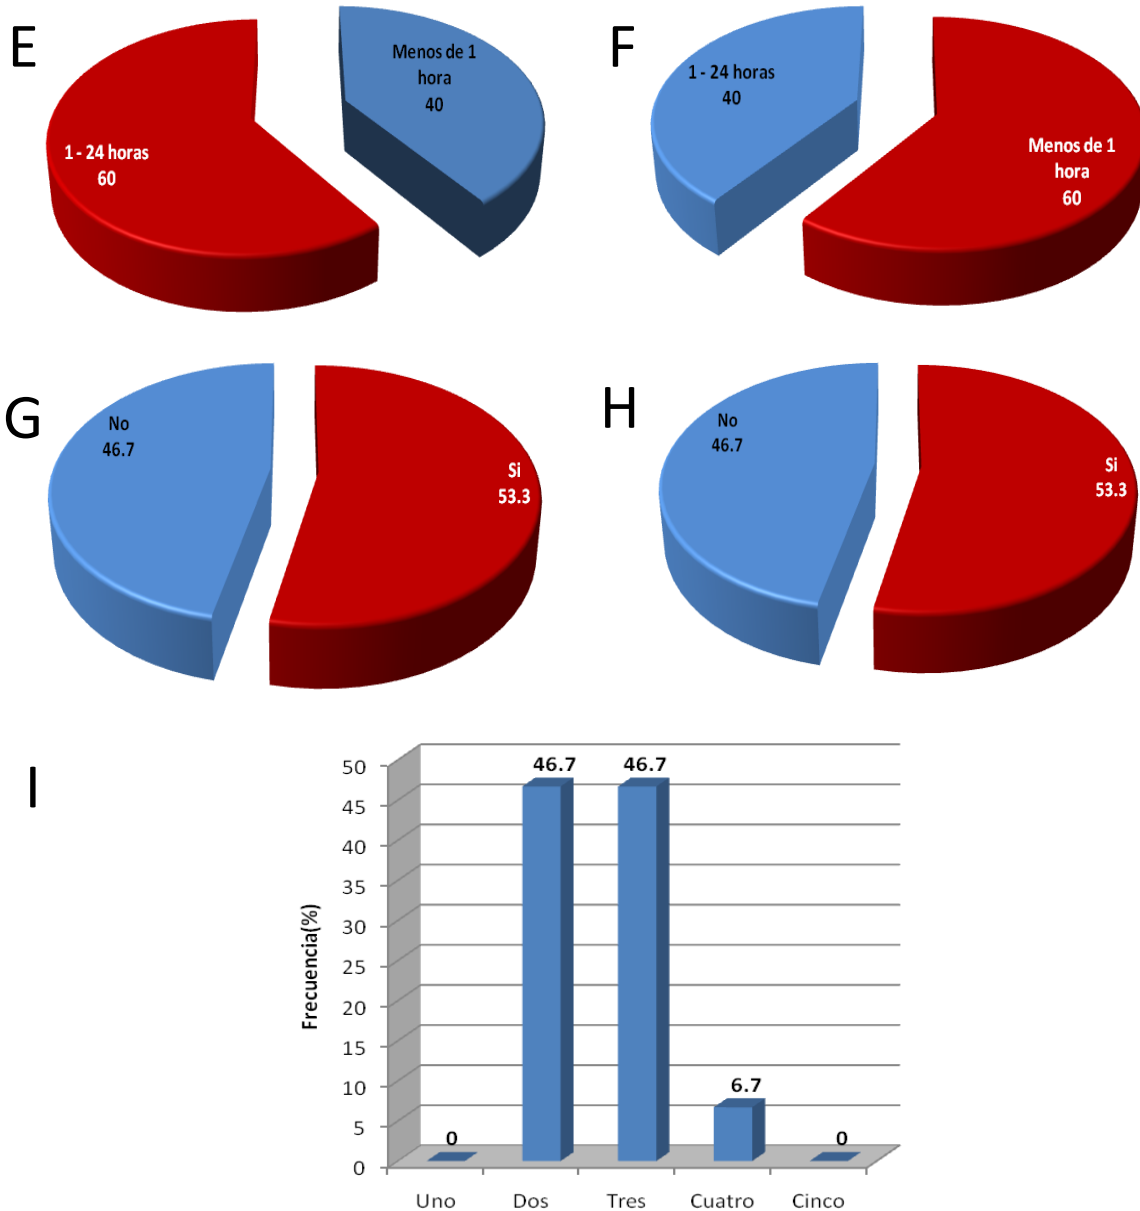 E
Menos de 1
hora
40
1 - 24 horas
60
F
1 - 24 horas
40
Menos de 1
hora
60
G
No
46.7
Si
53.3
H
No
46.7
Si
53.3
I
Frecuencia(%)
50
45
40
35
30
25
20
15
10
5
0
0
46.7
46.7
6.7
0
Uno
Dos
Tres
Cuatro
Cinco